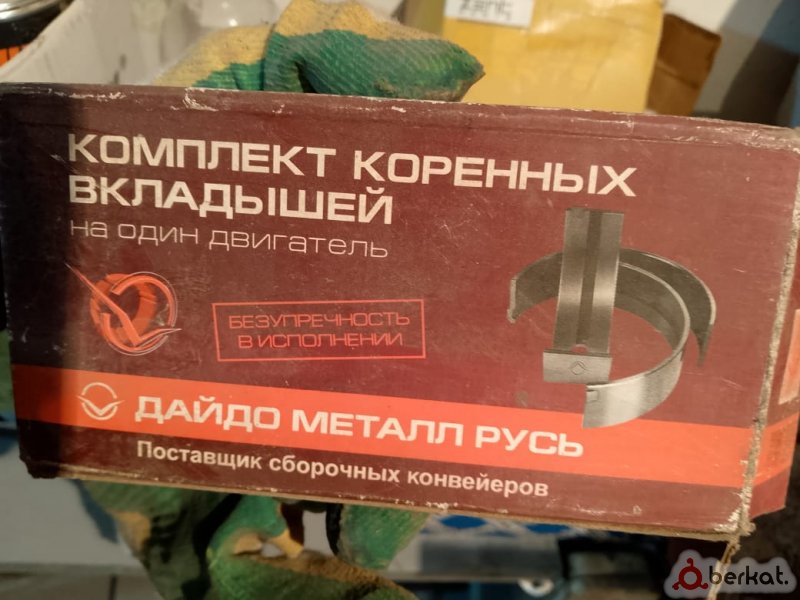 КОМПЛЕКТ КОРЕННЫХ
ВКЛАДЫШЕЙ
на один двигатель
БЕЗУПРЕЧНОСТЬ
В ИСПОЛНЕНИИ
ДАЙДО МЕТАЛЛ РУСЬ
Поставщик сборочных конвейеров
berkat.